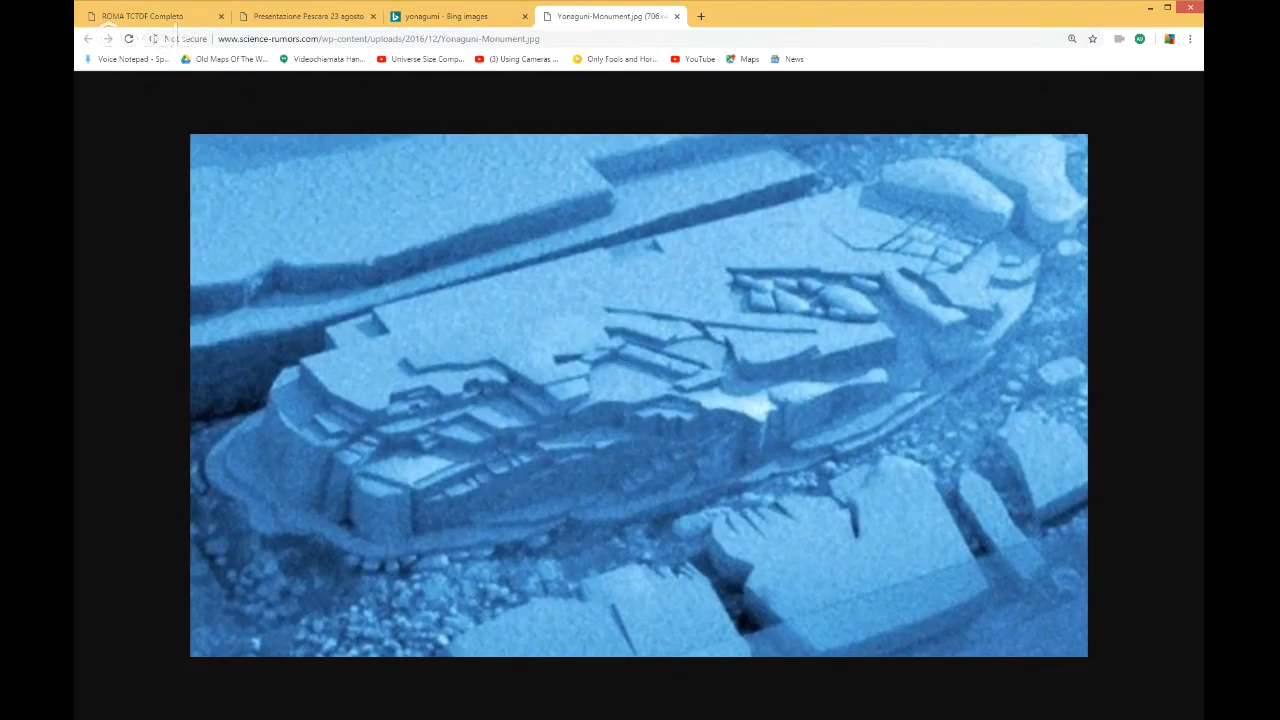 ROMA TCTDF Completo
Presentazione Pescara 23 agosto
yonagumi - Bing images
Yonaguni-Monument.jpg (706×4
Not secure
www.science-rumors.com/wp-content/uploads/2016/12/Yonaguni-Monument.jpg
Voice Notepad - Sp...
Old Maps Of The W...
Videochiamata Han...
Universe Size Comp...
(3) Using Cameras ...
Only Fools and Hor...
YouTube
Maps
News